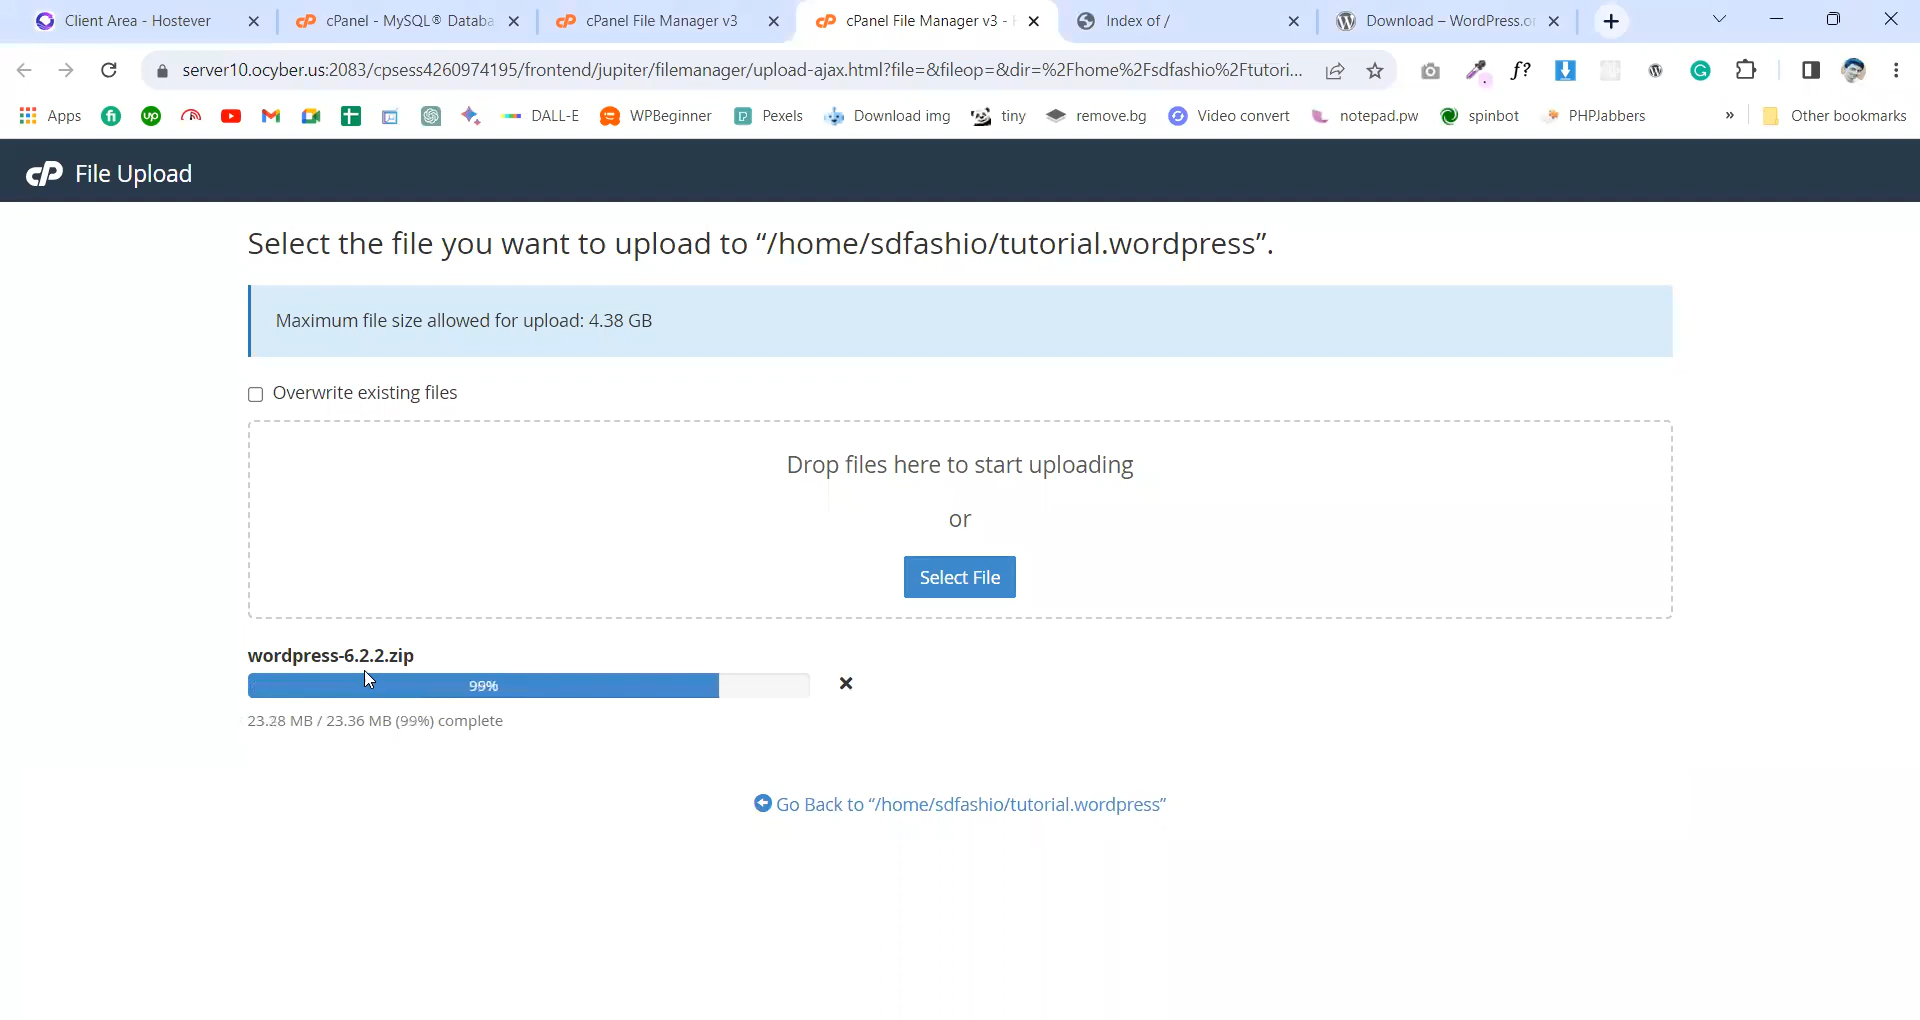 Client Area - Hostever
cPanel - MySQL® Databa
cPanel File Manager v3
cPanel File Manager v3 -
Index of /
Download – WordPress.or
server10.ocyber.us:2083/cpsess4260974195/frontend/jupiter/filemanager/upload-ajax.html?file=&fileop=&dir=%2Fhome%2Fsdfashio%2Ftutori...
f?
Apps
DALL-E
WPBeginner
Pexels
Download img
tiny
remove.bg
Video convert
notepad.pw
spinbot
PHPJabbers
»
Other bookmarks
cP File Upload
Select the file you want to upload to “/home/sdfashio/tutorial.wordpress”.
Maximum file size allowed for upload: 4.38 GB
Overwrite existing files
Drop files here to start uploading
or
Select File
wordpress-6.2.2.zip
99%
23.28 MB / 23.36 MB (99%) complete
Go Back to “/home/sdfashio/tutorial.wordpress”